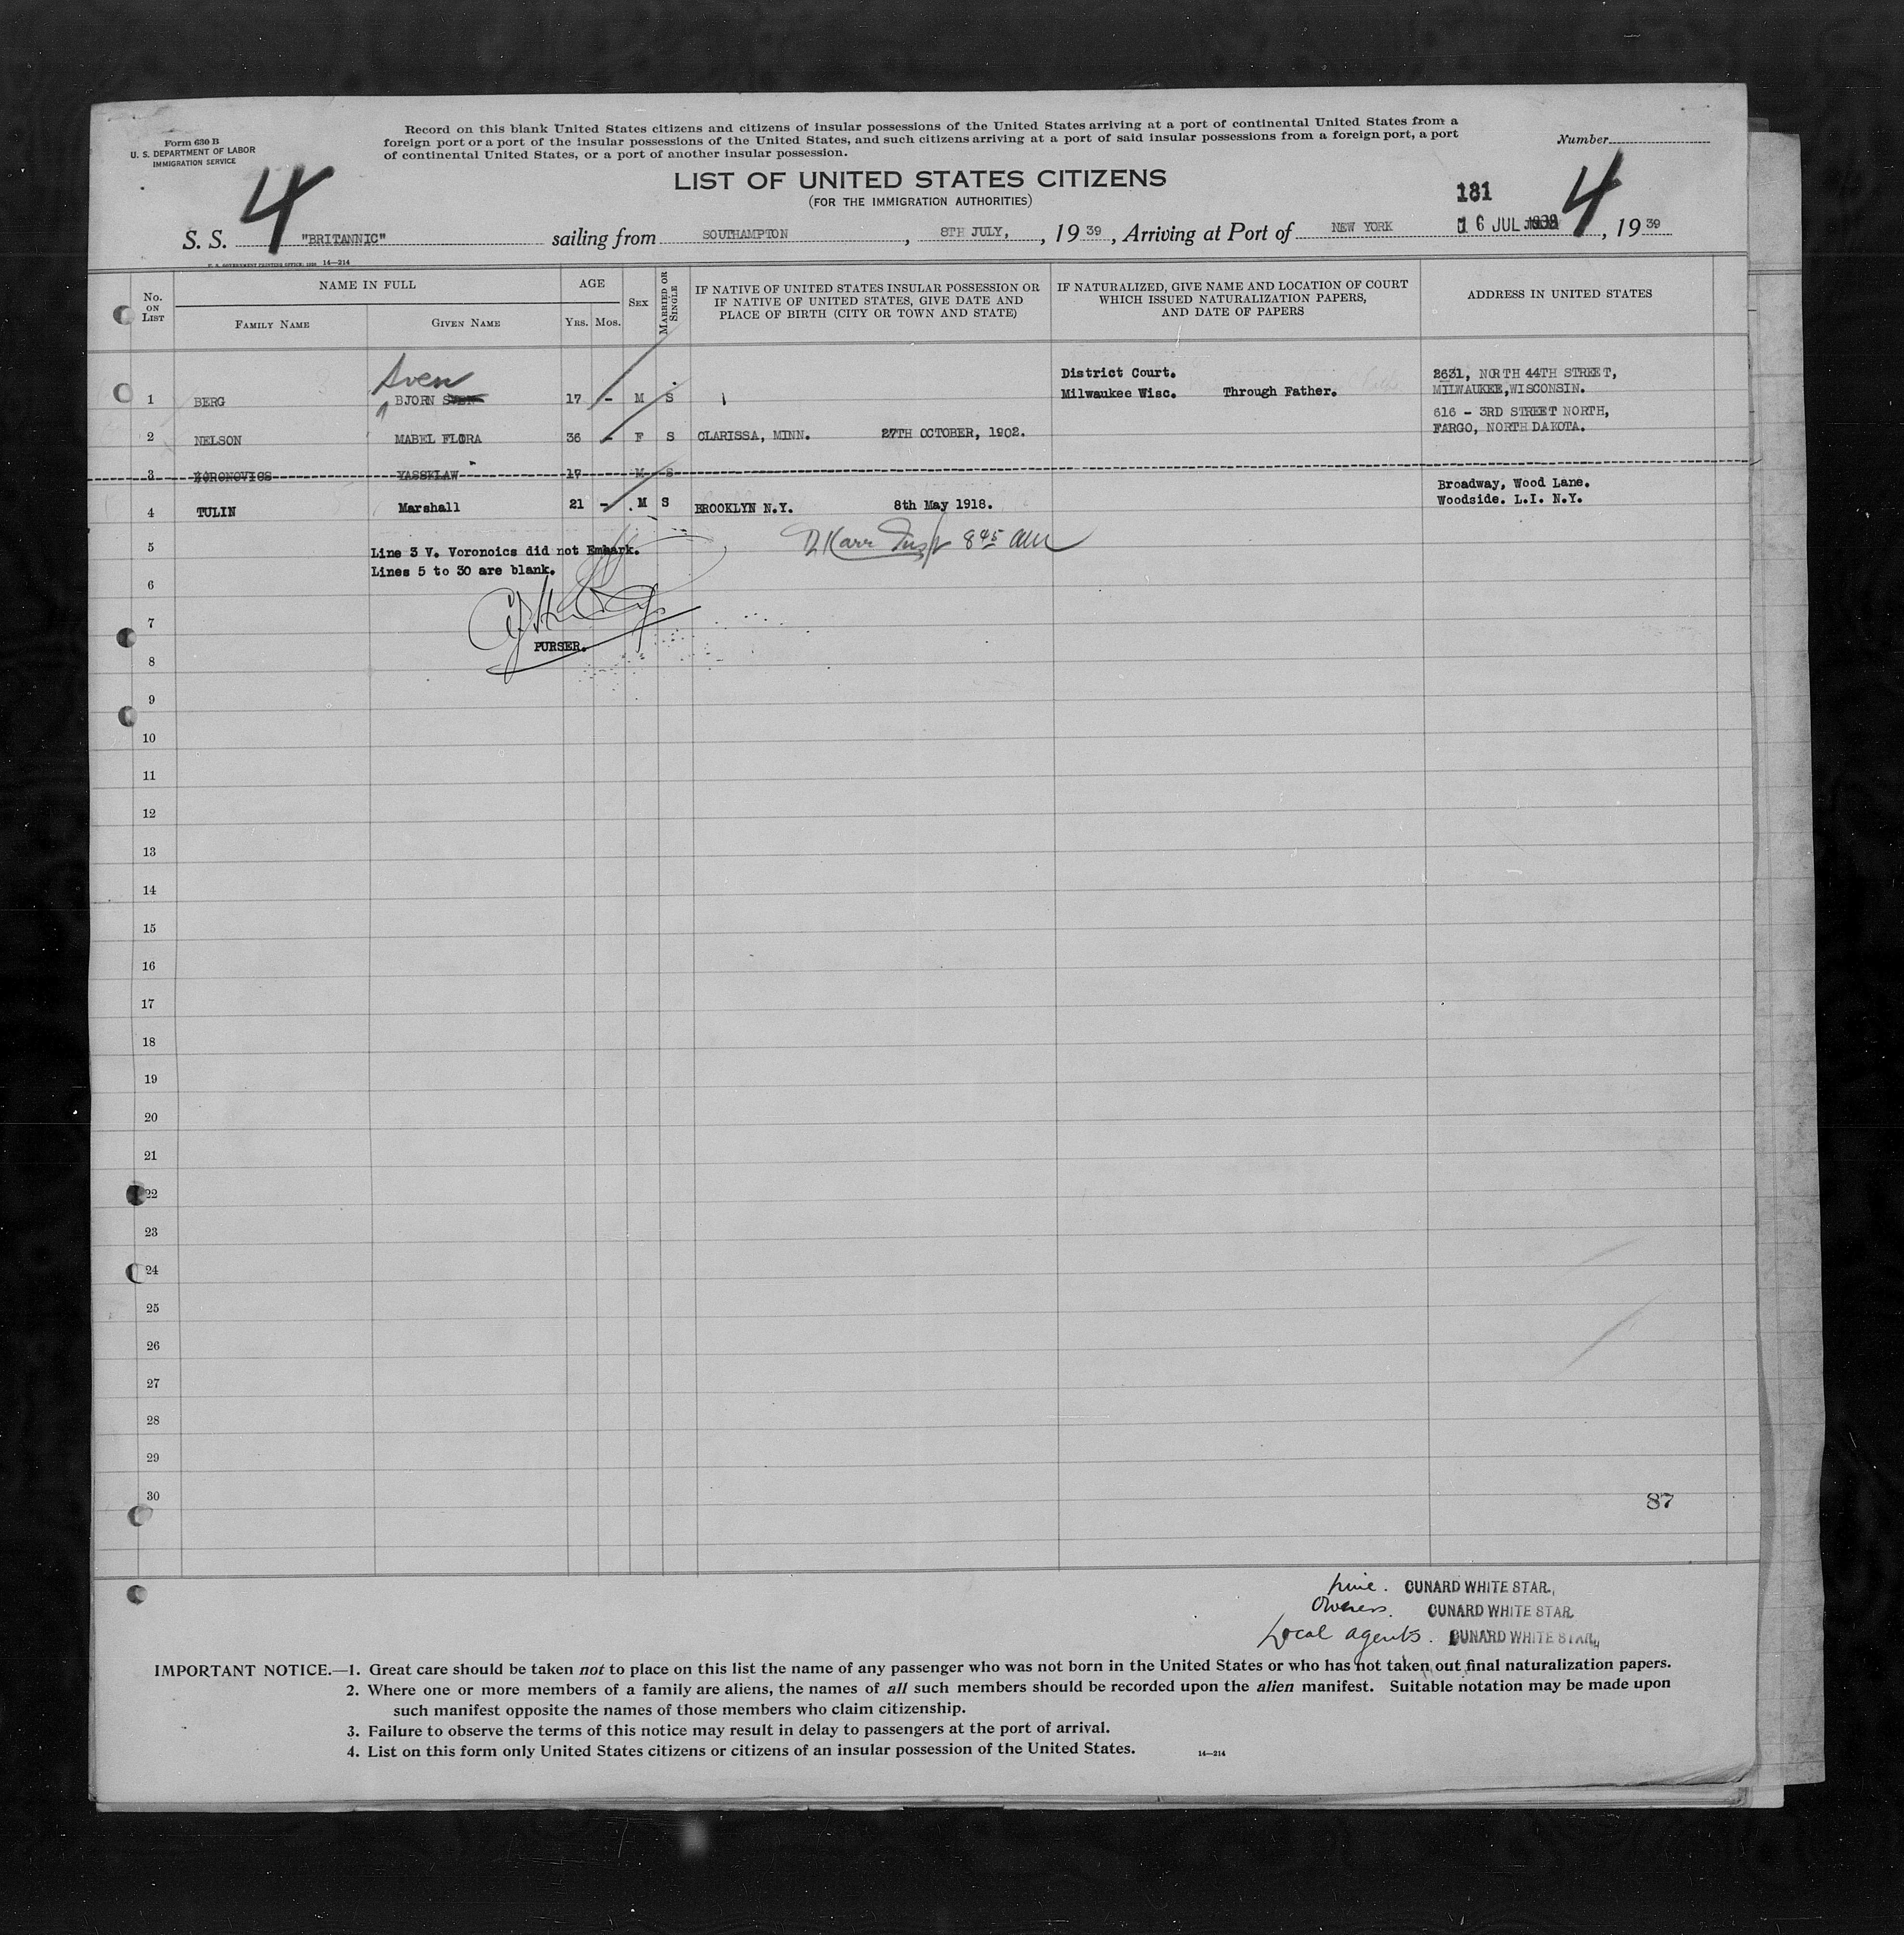 Form 630 B
U. S. DEPARTMENT OF LABOR
IMMIGRATION SERVICE
Record on this blank United States citizens and citizens of insular possessions of the United States arriving at a port of continental United States from a
foreign port or a port of the insular possessions of the United States, and such citizens arriving at a port of said insular possessions from a foreign port, a port
of continental United States, or a port of another insular possession.
Number
LIST OF UNITED STATES CITIZENS
(FOR THE IMMIGRATION AUTHORITIES)
4
181
4
S. S. "BRITANNIC" sailing from SOUTHAMPTON, 8TH JULY, , 19 39, Arriving at Port of NEW YORK 16 JUL 1939, 19 39
U. S. GOVERNMENT PRINTING OFFICE 14—214
No. ON LIST
NAME IN FULL
FAMILY NAME
GIVEN NAME
AGE
YRS. MOS.
SEX
MARRIED OR SINGLE
IF NATIVE OF UNITED STATES INSULAR POSSESSION OR
IF NATIVE OF UNITED STATES, GIVE DATE AND
PLACE OF BIRTH (CITY OR TOWN AND STATE)
IF NATURALIZED, GIVE NAME AND LOCATION OF COURT
WHICH ISSUED NATURALIZATION PAPERS,
AND DATE OF PAPERS
ADDRESS IN UNITED STATES
Sven
District Court.
2631, NORTH 44TH STREET,
1 BERG BJORN SVEN 17 - M S Milwaukee Wisc. Through Father. MILWAUKEE, WISCONSIN.
616 - 3RD STREET NORTH,
2 NELSON MABEL FLORA 36 - F S CLARISSA, MINN. 27TH OCTOBER, 1902. FARGO, NORTH DAKOTA.
3 VORONOVICS YASSKLAW 17 M S
Broadway, Wood Lane.
4 TULIN Marshall 21 - M S BROOKLYN N.Y. 8th May 1918. Woodside. L.I. N.Y.
5
Line 3 V. Voronoics did not Embark.
D Karr Insp 8 45 AM
Lines 5 to 30 are blank.
6
7
PURSER.
8
9
10
11
12
13
14
15
16
17
18
19
20
21
22
23
24
25
26
27
28
29
30
87
Line. CUNARD WHITE STAR.
Owners. CUNARD WHITE STAR
Local agents. CUNARD WHITE STAR.
IMPORTANT NOTICE.—1. Great care should be taken not to place on this list the name of any passenger who was not born in the United States or who has not taken out final naturalization papers.
2. Where one or more members of a family are aliens, the names of all such members should be recorded upon the alien manifest. Suitable notation may be made upon
such manifest opposite the names of those members who claim citizenship.
3. Failure to observe the terms of this notice may result in delay to passengers at the port of arrival.
4. List on this form only United States citizens or citizens of an insular possession of the United States.
14—214